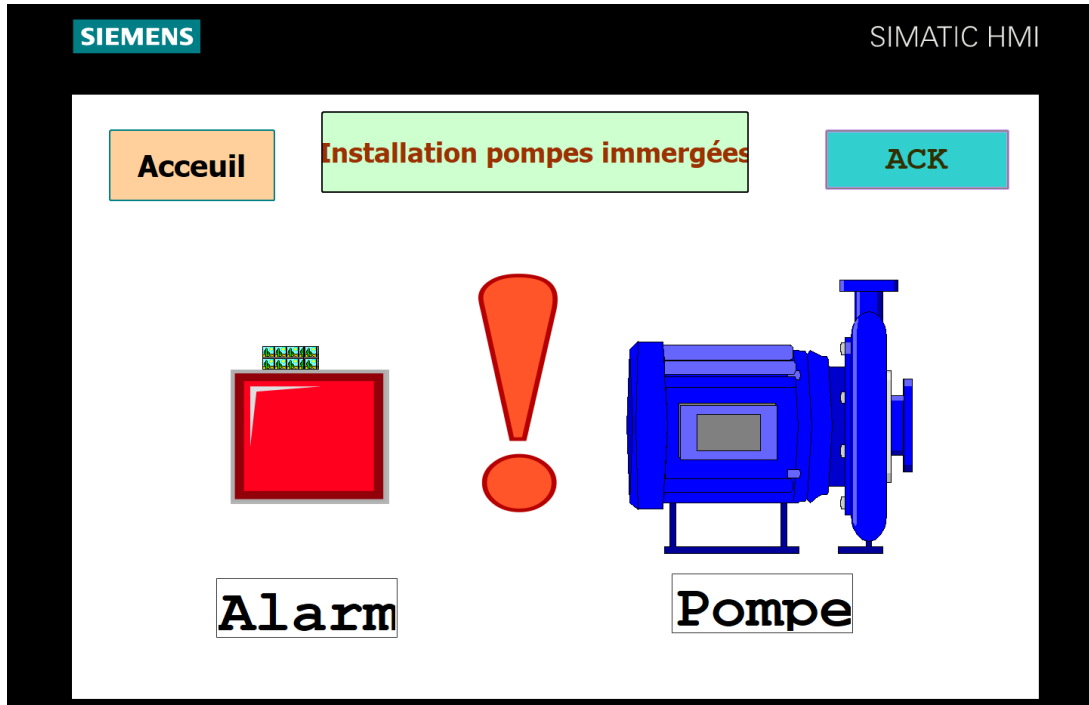 SIEMENS
SIMATIC HMI
Acceuil
Installation pompes immergées
ACK
Alarm
Pompe